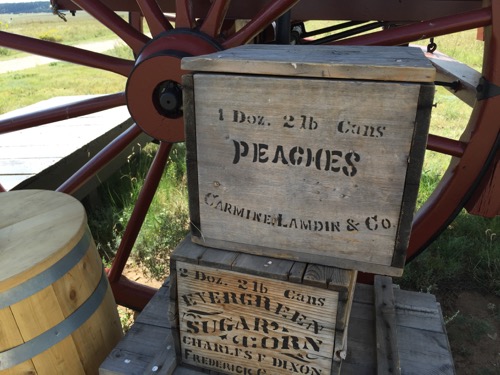 1 Doz. 2 lb Cans
PEACHES
CARMINE, LAMDIN & CO.
2 Doz. 2 lb. Cans
EVERGREEN
SUGAR
CORN
CHARLES F DIXON
FREDERICK